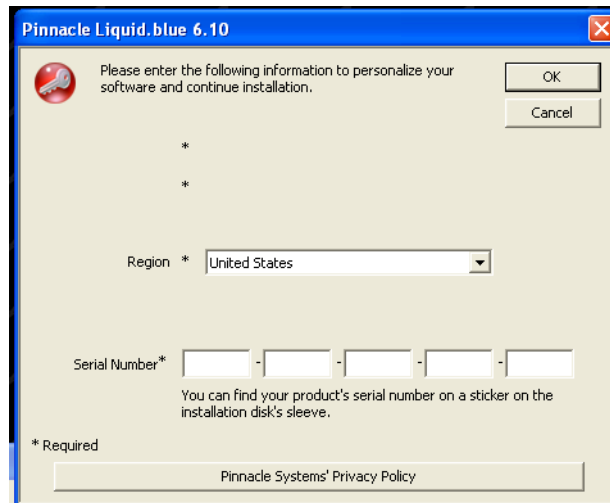 Pinnacle Liquid.blue 6.10
Please enter the following information to personalize your
software and continue installation.
OK
Cancel
*
*
Region * United States
Serial Number* - - - -
You can find your product's serial number on a sticker on the
installation disk's sleeve.
* Required
Pinnacle Systems' Privacy Policy